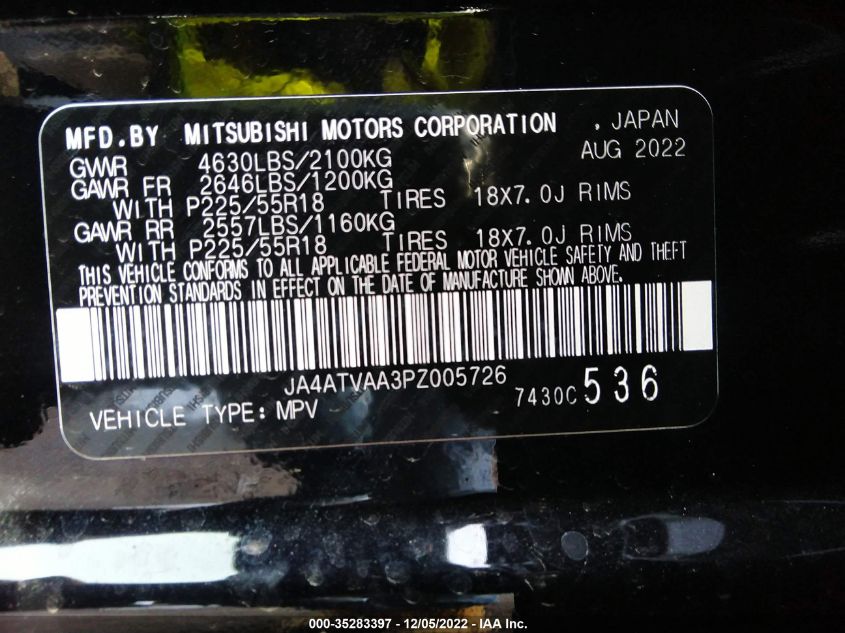 MFD.BY MITSUBISHI MOTORS CORPORATION , JAPAN
AUG 2022
GVWR 4630LBS/2100KG
GAWR FR 2646LBS/1200KG
WITH P225/55R18 TIRES 18X7.0J RIMS
GAWR RR 2557LBS/1160KG
WITH P225/55R18 TIRES 18X7.0J RIMS
THIS VEHICLE CONFORMS TO ALL APPLICABLE FEDERAL MOTOR VEHICLE SAFETY AND THEFT
PREVENTION STANDARDS IN EFFECT ON THE DATE OF MANUFACTURE SHOWN ABOVE.
JA4ATVAA3PZ005726
7430C 536
VEHICLE TYPE: MPV
000-35283397 - 12/05/2022 - IAA Inc.